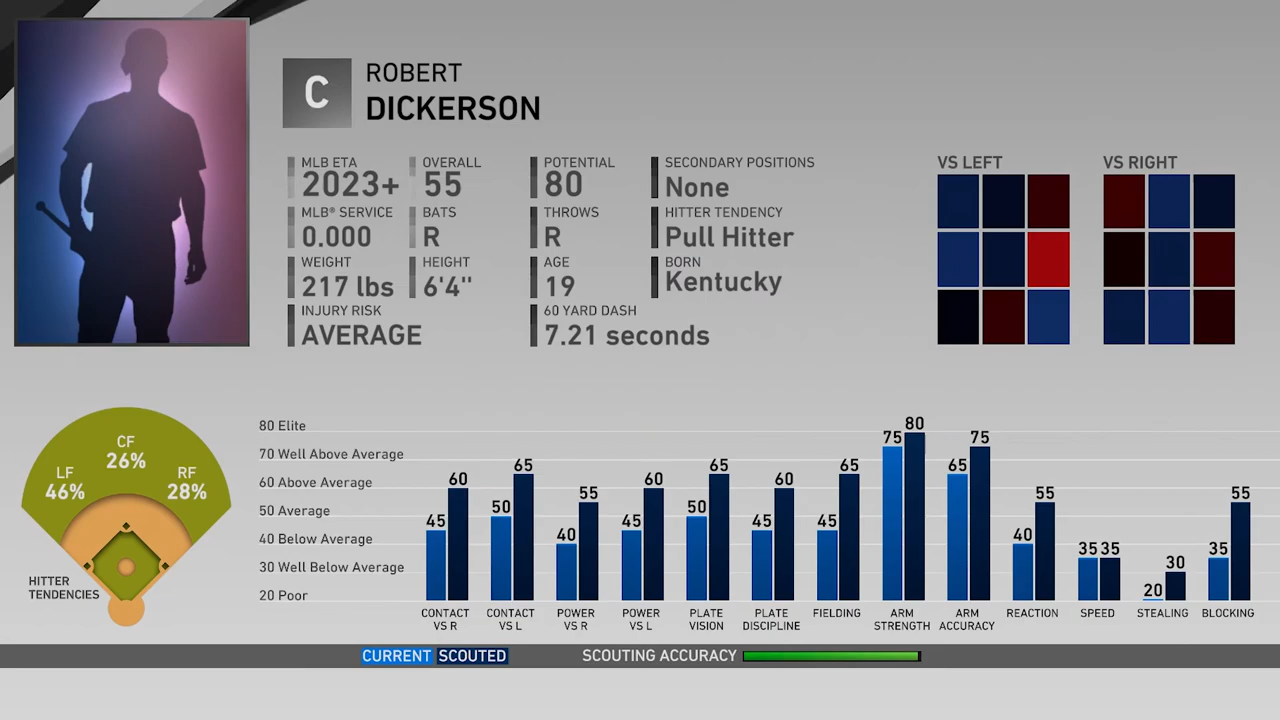 C
ROBERT
DICKERSON
MLB ETA OVERALL POTENTIAL SECONDARY POSITIONS
2023+ 55 80 None
MLB® SERVICE BATS THROWS HITTER TENDENCY
0.000 R R Pull Hitter
WEIGHT HEIGHT AGE BORN
217 lbs 6'4" 19 Kentucky
INJURY RISK 60 YARD DASH
AVERAGE 7.21 seconds
VS LEFT VS RIGHT
CF
26%
LF RF
46% 28%
HITTER
TENDENCIES
80 Elite
70 Well Above Average
60 Above Average
50 Average
40 Below Average
30 Well Below Average
20 Poor
45 60 50 65 40 55 45 60 50 65 45 60 45 65 75 80 65 75 40 55 35 35 20 30 35 55
CONTACT VS R
CONTACT VS L
POWER VS R
POWER VS L
PLATE VISION
PLATE DISCIPLINE
FIELDING
ARM STRENGTH
ARM ACCURACY
REACTION
SPEED
STEALING
BLOCKING
CURRENT SCOUTED SCOUTING ACCURACY